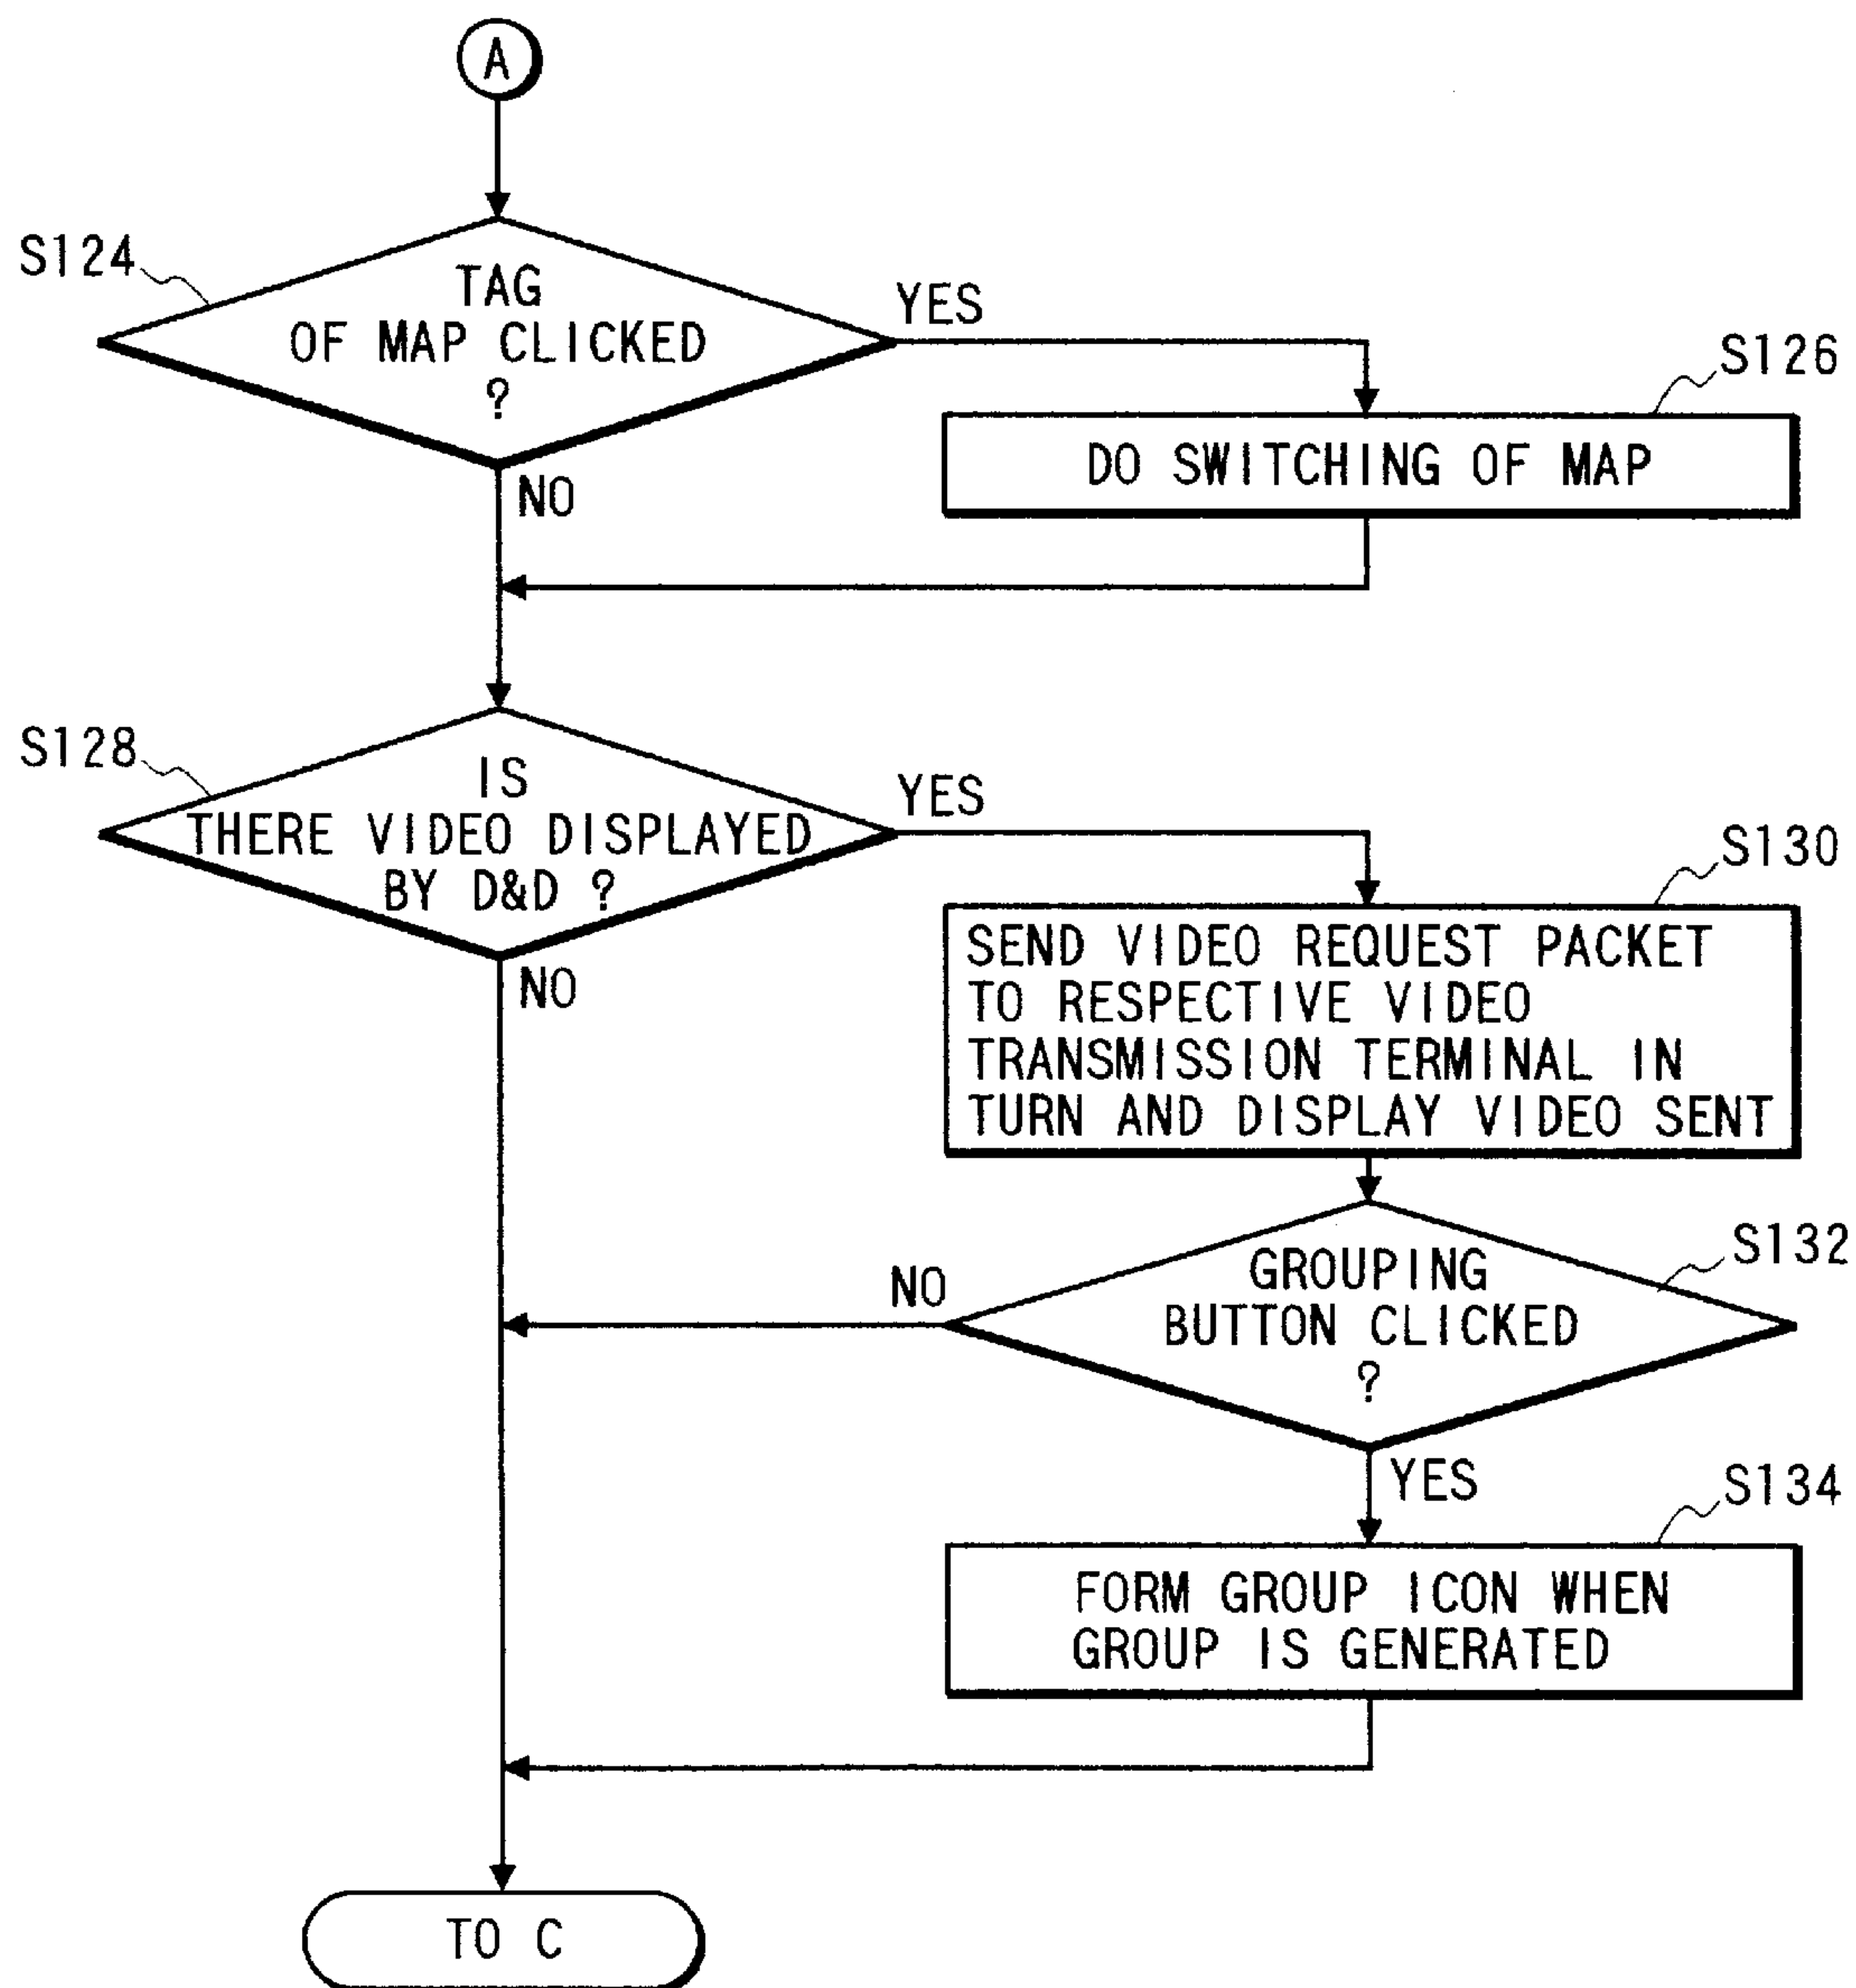 A
S124
TAG
OF MAP CLICKED
?
YES
NO
S126
DO SWITCHING OF MAP
S128
IS
THERE VIDEO DISPLAYED
BY D&D ?
YES
NO
S130
SEND VIDEO REQUEST PACKET
TO RESPECTIVE VIDEO
TRANSMISSION TERMINAL IN
TURN AND DISPLAY VIDEO SENT
S132
GROUPING
BUTTON CLICKED
?
NO
YES
S134
FORM GROUP ICON WHEN
GROUP IS GENERATED
TO C